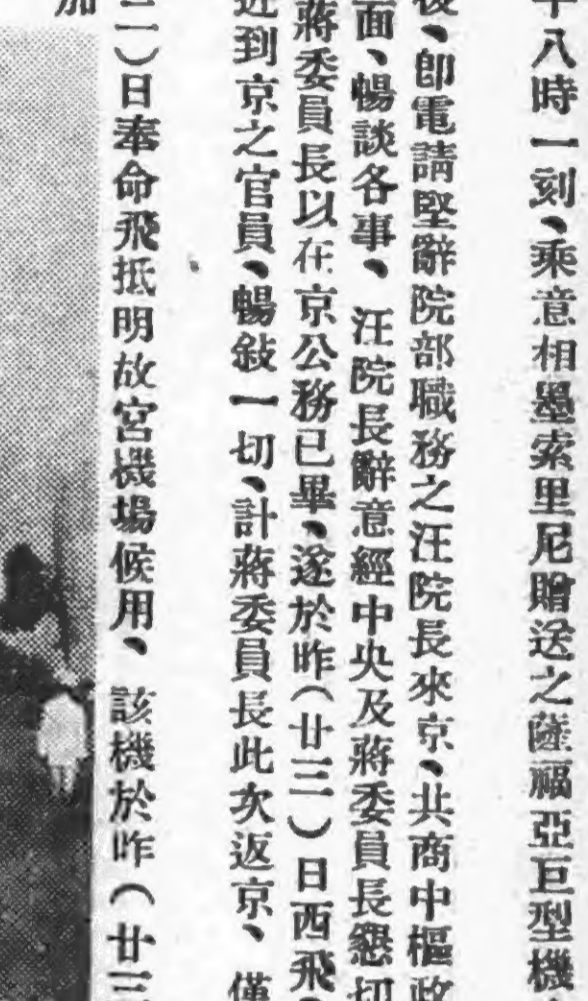 八時一刻、乘意相墨索里尼贈送之薩福亞巨型機
後、卽電請堅辭院部職務之汪院長來京、共商中樞政
面、暢談各事、汪院長辭意經中央及蔣委員長懇切
蔣委員長以在京公務已畢、遂於昨（廿三）日西飛、
近到京之官員、暢敍一切、計蔣委員長此次返京、僅
二）日奉命飛抵明故宮機場候用、該機於昨（廿三
加